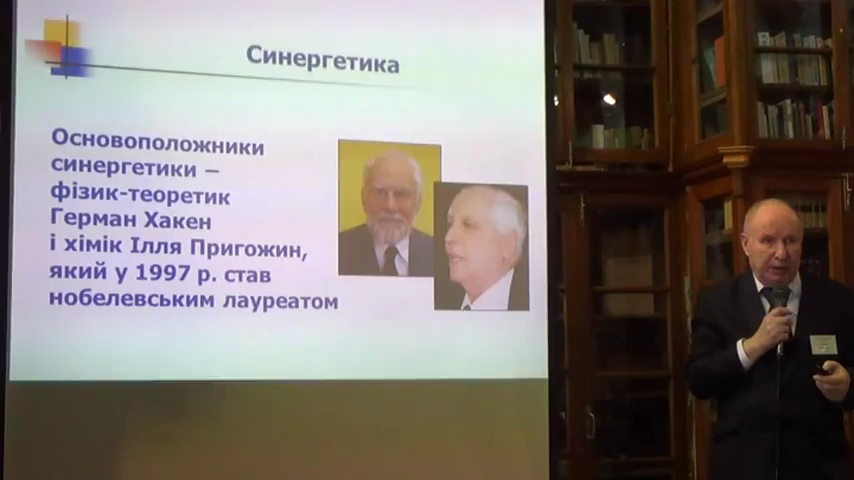 Синергетика
Основоположники
синергетики –
фізик-теоретик
Герман Хакен
і хімік Ілля Пригожин,
який у 1997 р. став
нобелевським лауреатом